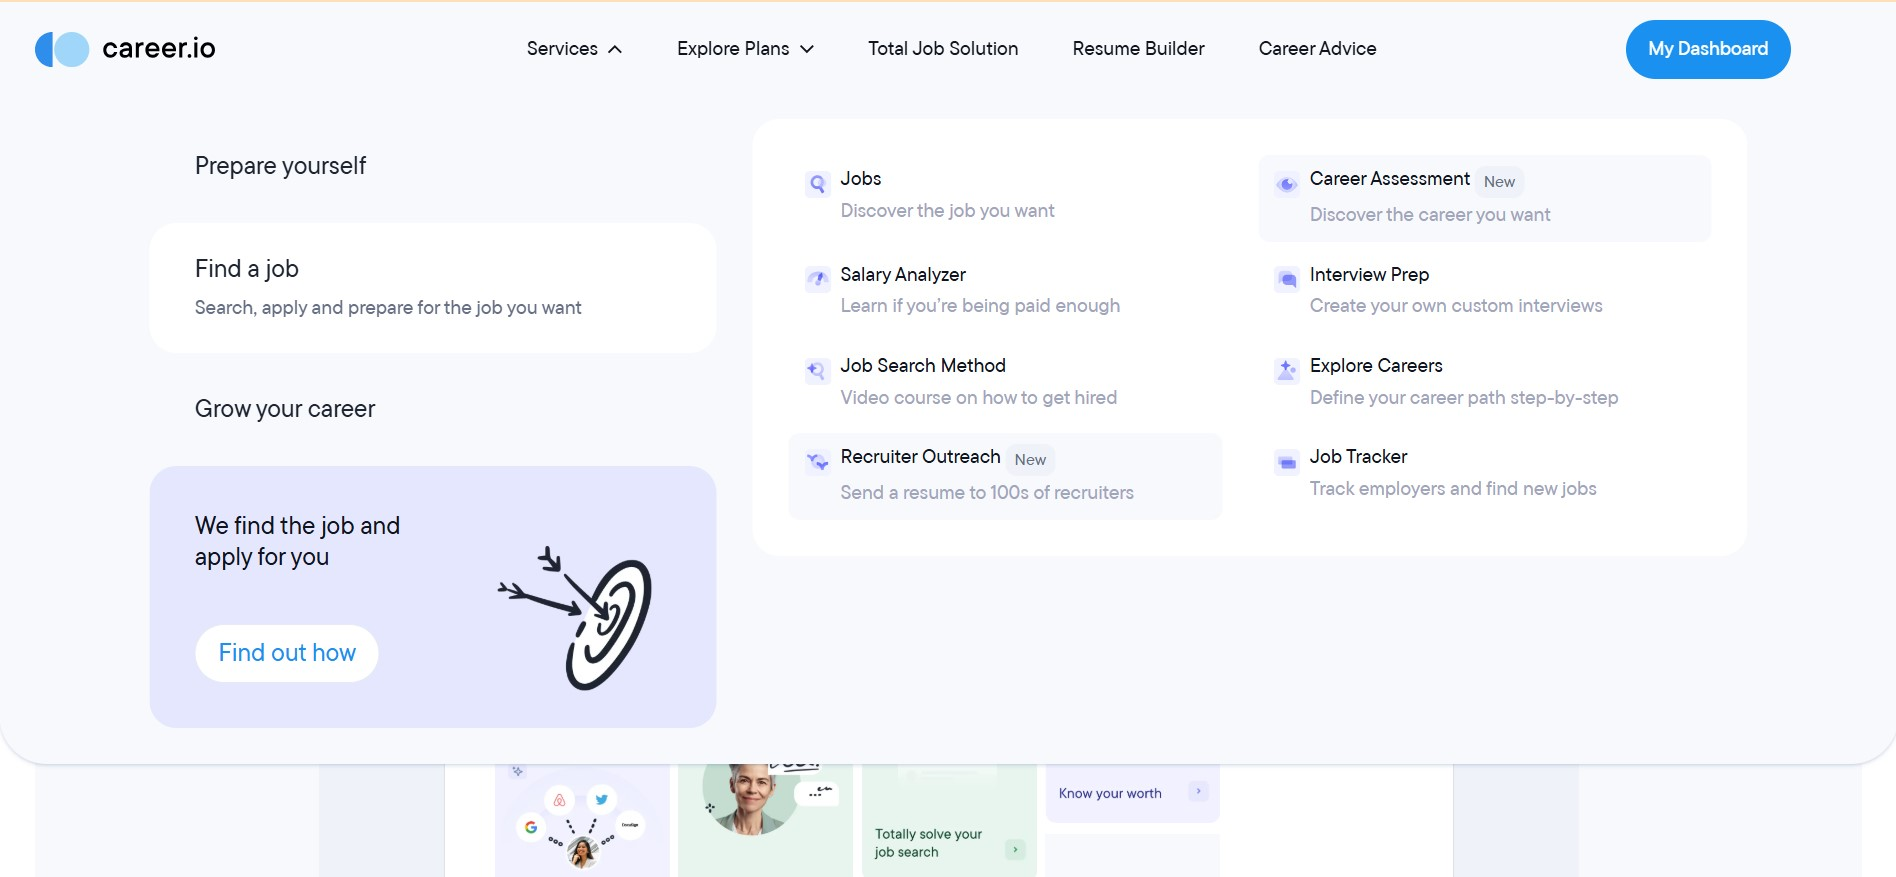 career.io
Services
Explore Plans
Total Job Solution
Resume Builder
Career Advice
My Dashboard
Prepare yourself
Find a job
Search, apply and prepare for the job you want
Grow your career
We find the job and
apply for you
Find out how
Jobs
Discover the job you want
Career Assessment New
Discover the career you want
Salary Analyzer
Learn if you’re being paid enough
Interview Prep
Create your own custom interviews
Job Search Method
Video course on how to get hired
Explore Careers
Define your career path step-by-step
Recruiter Outreach New
Send a resume to 100s of recruiters
Job Tracker
Track employers and find new jobs
Know your worth
Totally solve your
job search